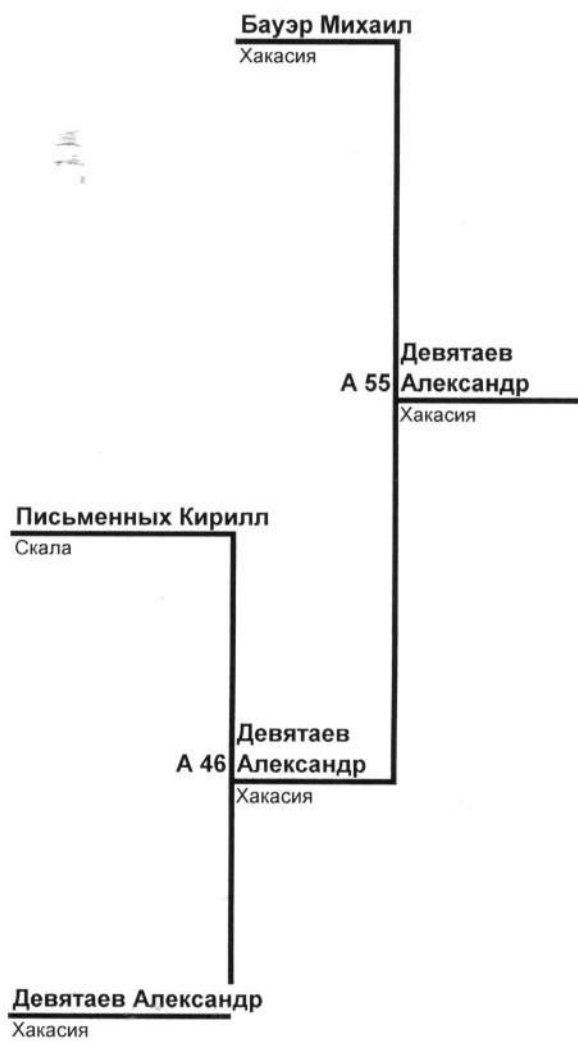 Бауэр Михаил
Хакасия
Девятаев
А 55 Александр
Хакасия
Письменных Кирилл
Скала
Девятаев
А 46 Александр
Хакасия
Девятаев Александр
Хакасия